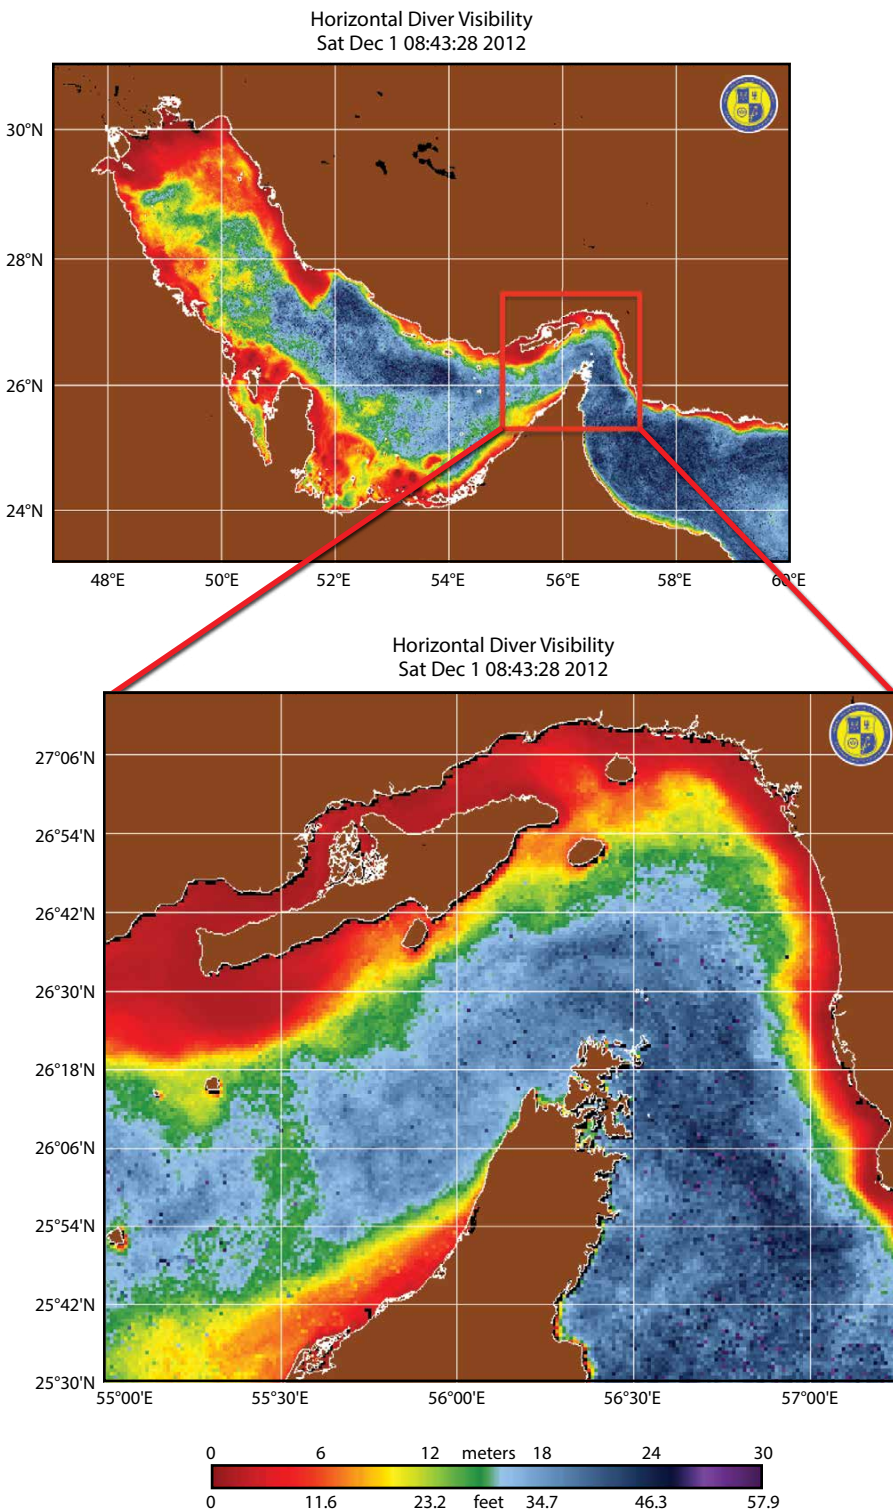 Horizontal Diver Visibility
Sat Dec 1 08:43:28 2012
30°N
28°N
26°N
24°N
48°E 50°E 52°E 54°E 56°E 58°E 60°E
Horizontal Diver Visibility
Sat Dec 1 08:43:28 2012
27°06'N
26°54'N
26°42'N
26°30'N
26°18'N
26°06'N
25°54'N
25°42'N
25°30'N
55°00'E 55°30'E 56°00'E 56°30'E 57°00'E
0 6 12 meters 18 24 30
0 11.6 23.2 feet 34.7 46.3 57.9